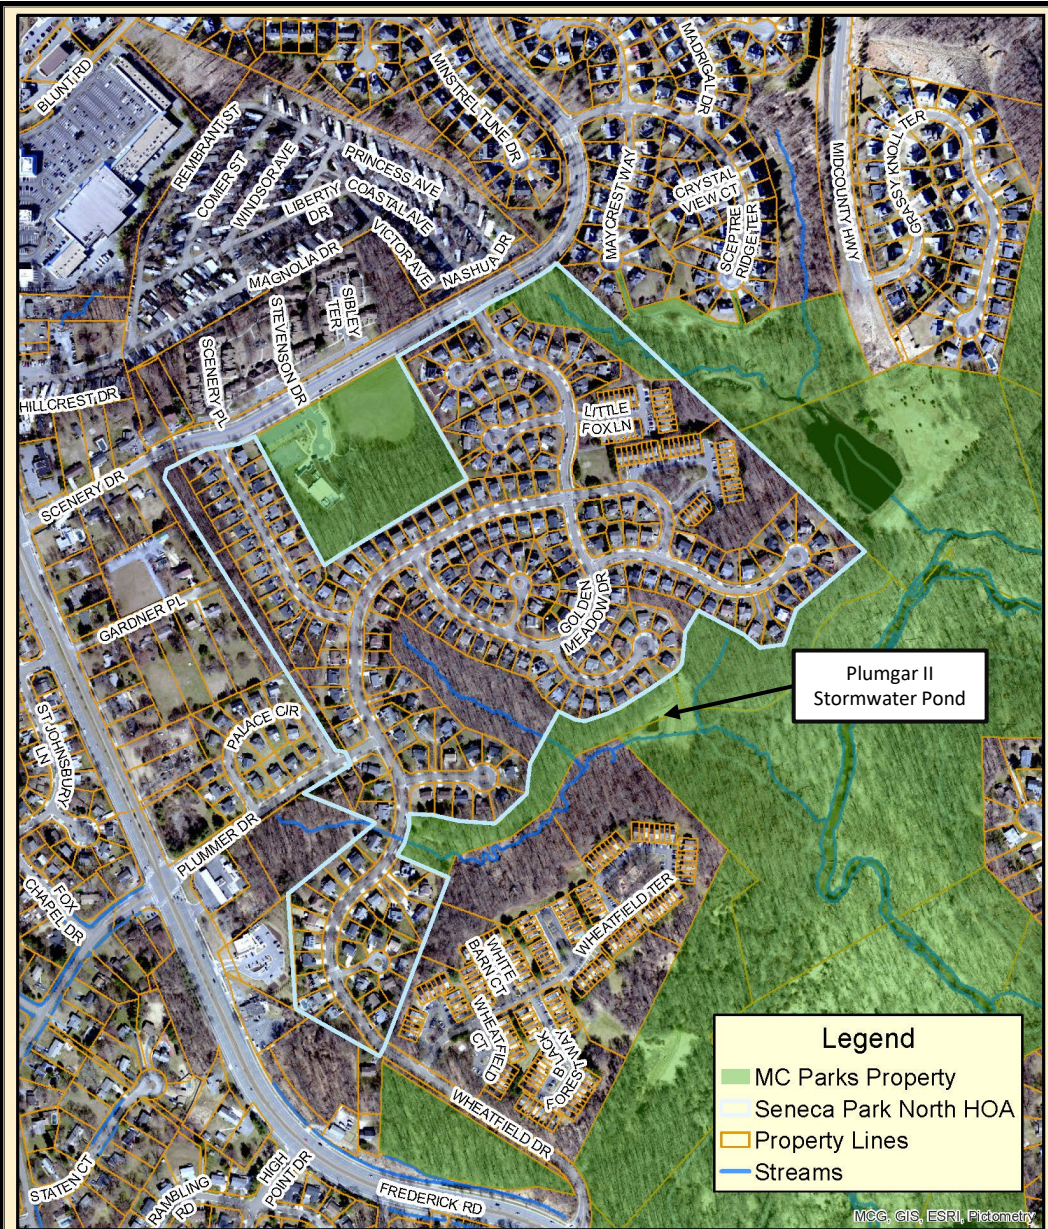 BLUNT RD
REMBRANT ST
COMER ST
WINDSOR AVE
LIBERTY
DR
PRINCESS AVE
COASTAL AVE
VICTOR AVE
MAGNOLIA DR
NASHUA DR
MINSTREL TUNE DR
MADRIGAL DR
MAYCREST WAY
CRYSTAL
VIEW CT
SCEPTRE
RIDGE TER
MIDCOUNTY HWY
GRASSY KNOLL TER
SIBLEY
TER
STEVENSON DR
SCENERY PL
HILLCREST DR
SCENERY DR
LITTLE
FOX LN
GARDNER PL
GOLDEN
MEADOW DR
Plumgar II
Stormwater Pond
PALACE CIR
ST JOHNSBURY
LN
PLUMMER DR
FOX
CHAPEL DR
WHEATFIELD TER
WHITE
BARN CT
WHEATFIELD
CT
BLACK
FOREST WAY
WHEATFIELD DR
STATEN CT
RAMBLING
RD
HIGH
POINT DR
FREDERICK RD
Legend
MC Parks Property
Seneca Park North HOA
Property Lines
Streams
MCG, GIS, ESRI, Pictometry